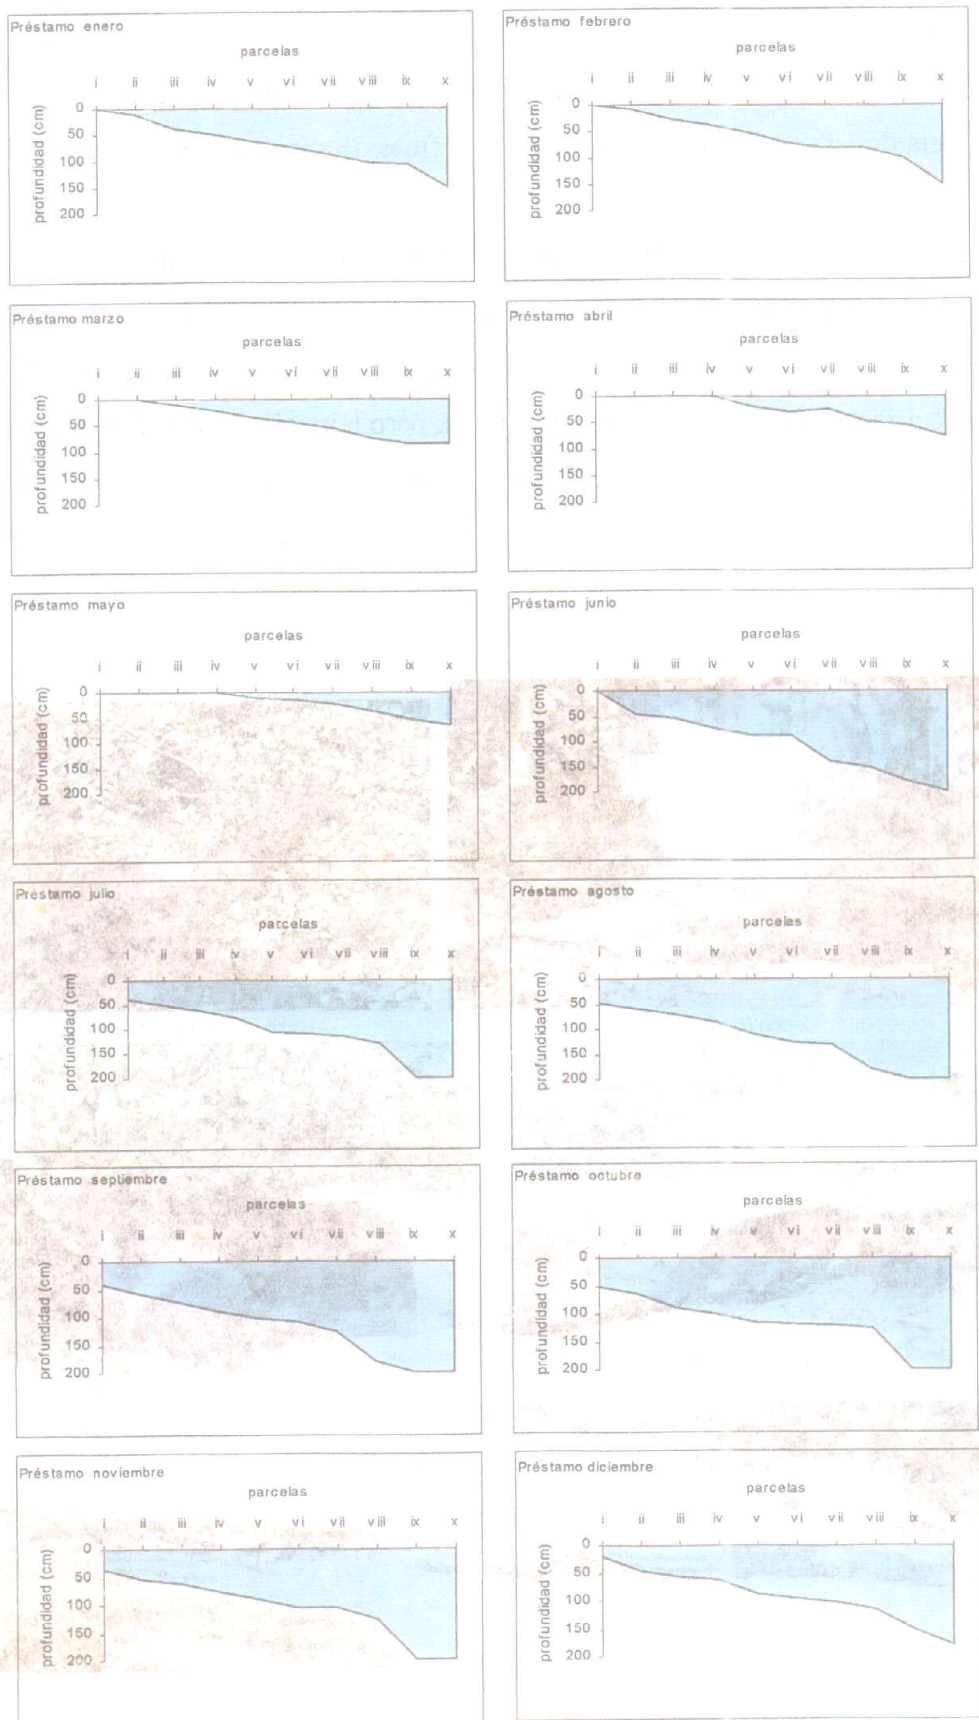 Préstamo enero
parcelas
i ii iii iv v vi vii viii ix x
profundidad (cm)
0
50
100
150
200
Préstamo febrero
parcelas
i ii iii iv v vi vii viii ix x
profundidad (cm)
0
50
100
150
200
Préstamo marzo
parcelas
i ii iii iv v vi vii viii ix x
profundidad (cm)
0
50
100
150
200
Préstamo abril
parcelas
i ii iii iv v vi vii viii ix x
profundidad (cm)
0
50
100
150
200
Préstamo mayo
parcelas
i ii iii iv v vi vii viii ix x
profundidad (cm)
0
50
100
150
200
Préstamo junio
parcelas
i ii iii iv v vi vii viii ix x
profundidad (cm)
0
50
100
150
200
Préstamo julio
parcelas
i ii iii iv v vi vii viii ix x
profundidad (cm)
0
50
100
150
200
Préstamo agosto
parcelas
i ii iii iv v vi vii viii ix x
profundidad (cm)
0
50
100
150
200
Préstamo septiembre
parcelas
i ii iii iv v vi vii viii ix x
profundidad (cm)
0
50
100
150
200
Préstamo octubre
parcelas
i ii iii iv v vi vii viii ix x
profundidad (cm)
0
50
100
150
200
Préstamo noviembre
parcelas
i ii iii iv v vi vii viii ix x
profundidad (cm)
0
50
100
150
200
Préstamo diciembre
parcelas
i ii iii iv v vi vii viii ix x
profundidad (cm)
0
50
100
150
200